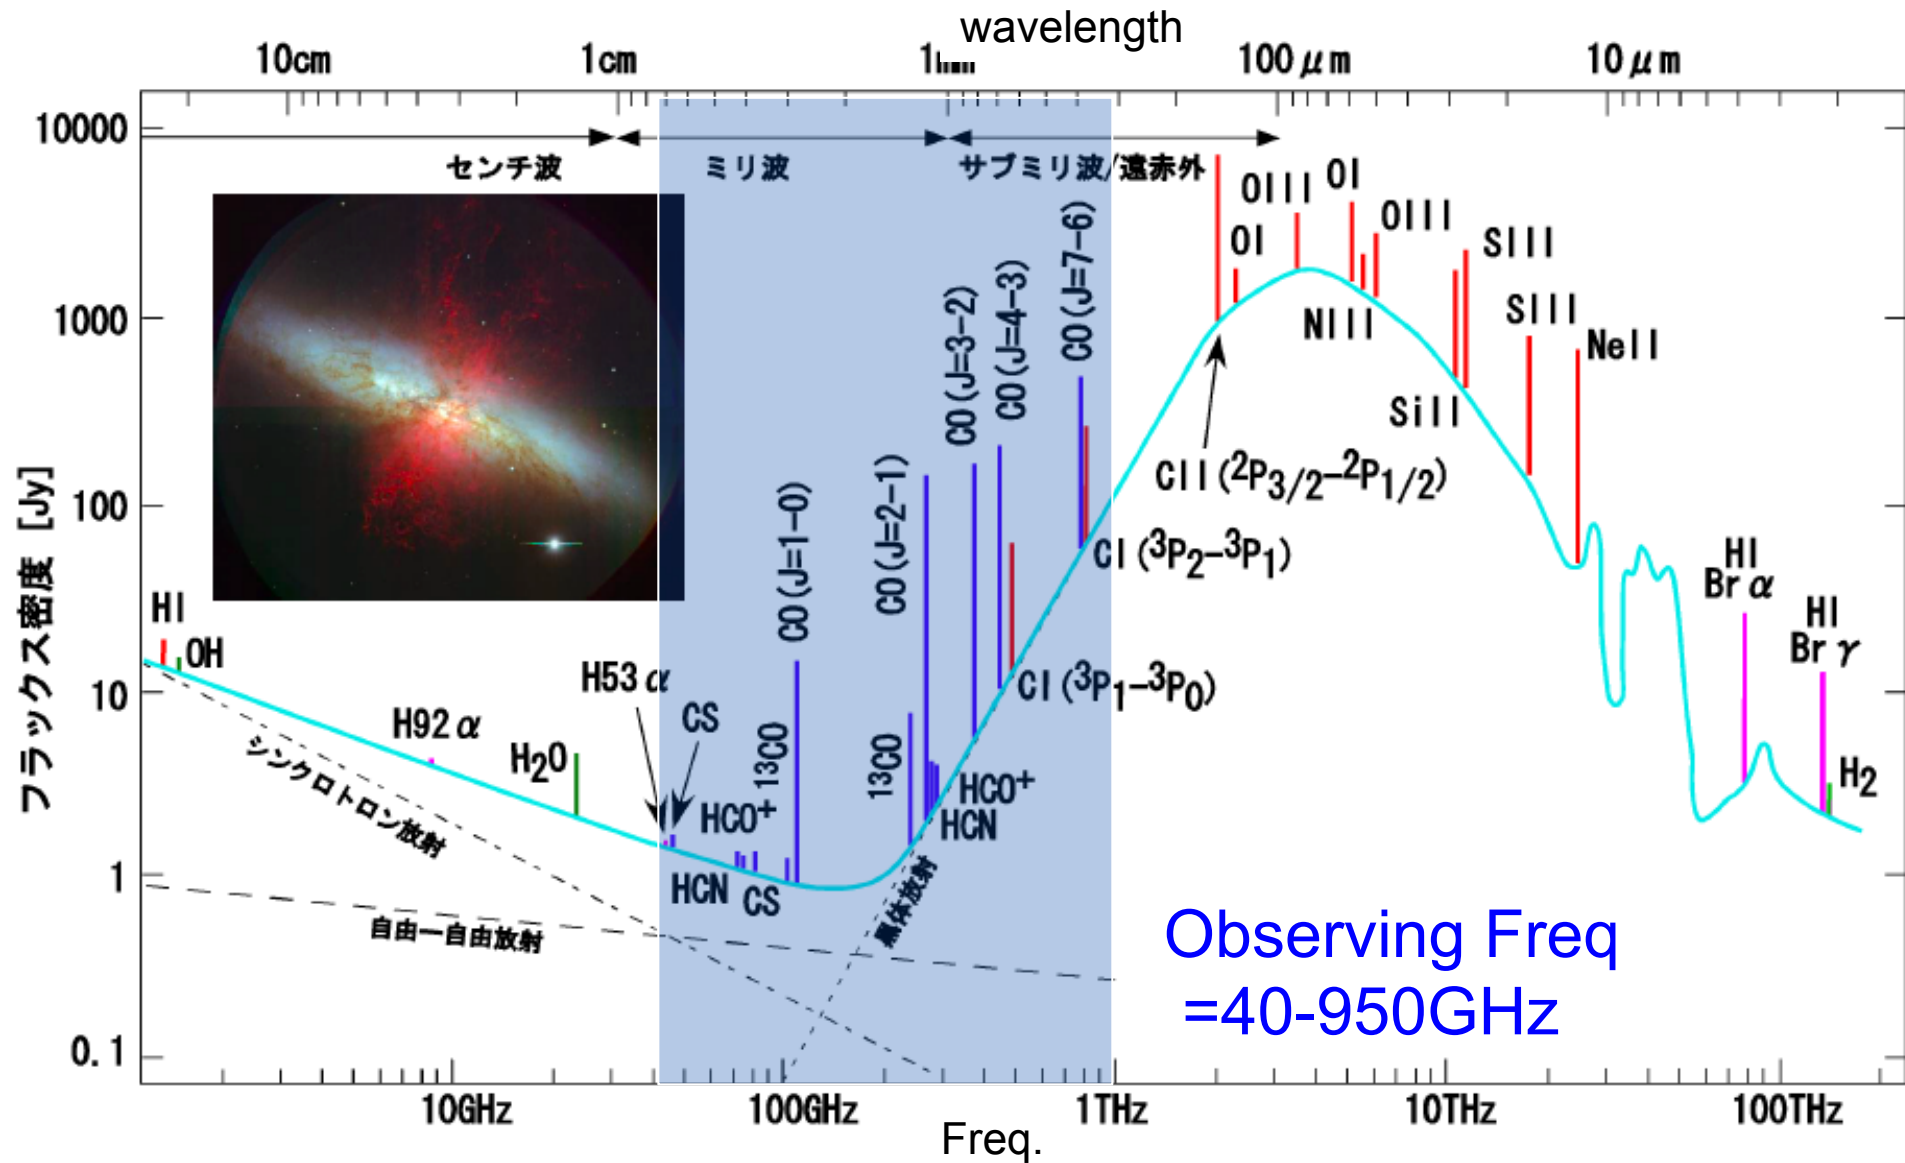 wavelength
10cm
1cm
100μm
10μm
10000
1000
100
10
1
0.1
フラックス密度 [Jy]
センチ波
ミリ波
サブミリ波/遠赤外
HI
OH
H92α
H2O
H53α
CS
HCO+
HCN
CS
13CO
CO(J=1-0)
13CO
CO(J=2-1)
HCO+
HCN
CO(J=3-2)
CO(J=4-3)
CI(3P1-3P0)
CO(J=7-6)
CI(3P2-3P1)
CII(2P3/2-2P1/2)
OI
OIII
OI
NIII
OIII
SiII
SIII
SIII
NeII
HI
Brα
HI
Brγ
H2
シンクロトロン放射
自由ー自由放射
黒体放射
Observing Freq
=40-950GHz
10GHz
100GHz
1THz
10THz
100THz
Freq.